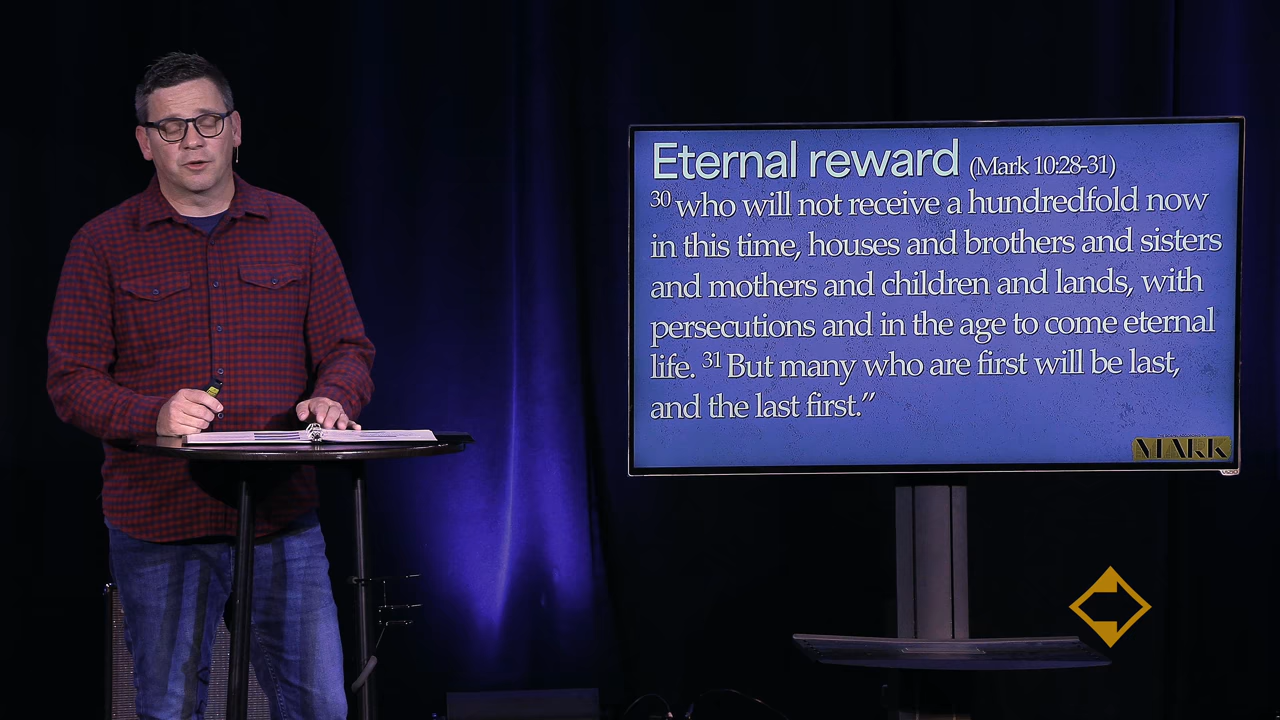 Eternal reward (Mark 10:28-31)
30 who will not receive a hundredfold now
in this time, houses and brothers and sisters
and mothers and children and lands, with
persecutions and in the age to come eternal
life. 31 But many who are first will be last,
and the last first.”
MARK